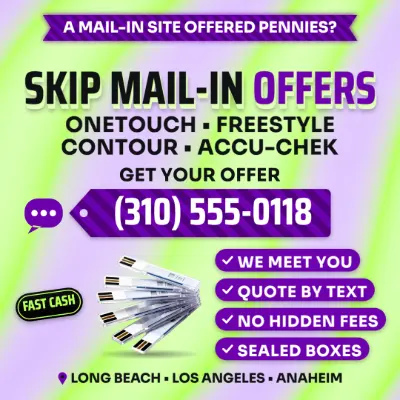 A MAIL-IN SITE OFFERED PENNIES?
SKIP MAIL-IN OFFERS
ONETOUCH ▪ FREESTYLE
CONTOUR ▪ ACCU-CHEK
GET YOUR OFFER
(310) 555-0118
FAST CASH
WE MEET YOU
QUOTE BY TEXT
NO HIDDEN FEES
SEALED BOXES
LONG BEACH ▪ LOS ANGELES ▪ ANAHEIM